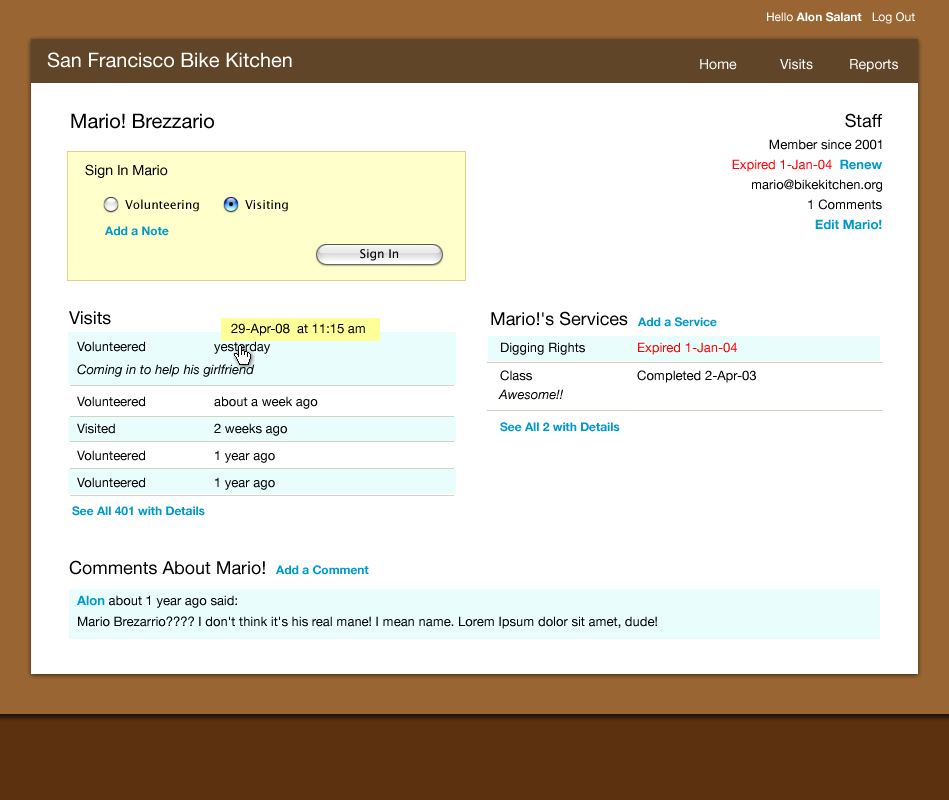 Hello Alon Salant Log Out
San Francisco Bike Kitchen
Home Visits Reports
Mario! Brezzario
Staff
Member since 2001
Expired 1-Jan-04 Renew
mario@bikekitchen.org
1 Comments
Edit Mario!
Sign In Mario
Volunteering Visiting
Add a Note
Sign In
Visits
29-Apr-08 at 11:15 am
Volunteered yesterday
Coming in to help his girlfriend
Volunteered about a week ago
Visited 2 weeks ago
Volunteered 1 year ago
Volunteered 1 year ago
See All 401 with Details
Mario!'s Services Add a Service
Digging Rights Expired 1-Jan-04
Class Completed 2-Apr-03
Awesome!!
See All 2 with Details
Comments About Mario! Add a Comment
Alon about 1 year ago said:
Mario Brezarrio???? I don't think it's his real mane! I mean name. Lorem Ipsum dolor sit amet, dude!